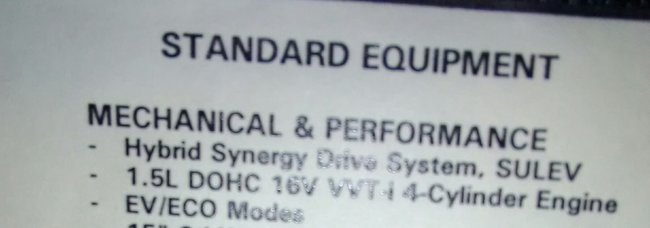 STANDARD EQUIPMENT
MECHANICAL & PERFORMANCE
- Hybrid Synergy Drive System, SULEV
- 1.5L DOHC 16V VVT-i 4-Cylinder Engine
- EV/ECO Modes
- 15"